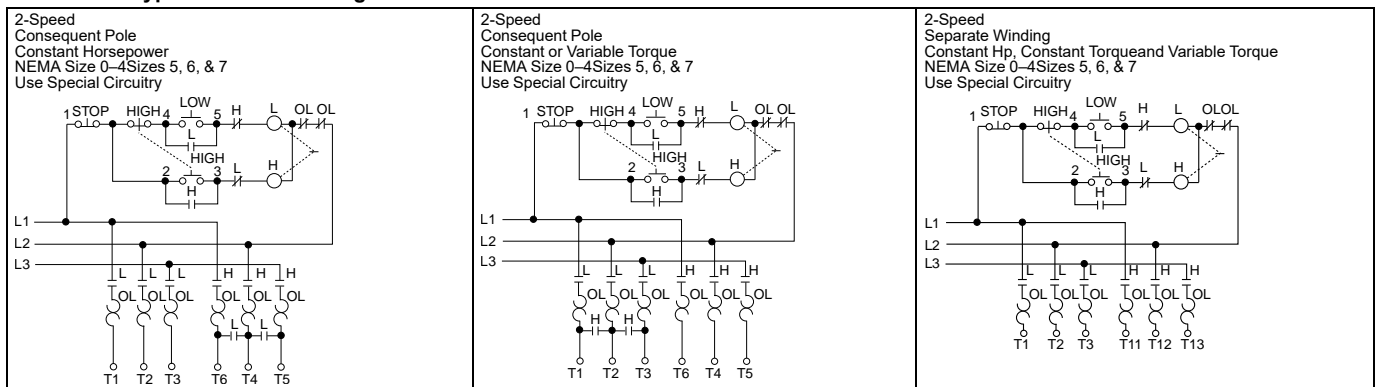 2-Speed
Consequent Pole
Constant Horsepower
NEMA Size 0–4Sizes 5, 6, & 7
Use Special Circuitry
1 STOP HIGH 4 LOW 5 H L OL OL
L
HIGH
2 3 L H
H
L1
L2
L3
L L L H H H
OL OL OL OL OL OL
L L
T1 T2 T3 T6 T4 T5
2-Speed
Consequent Pole
Constant or Variable Torque
NEMA Size 0–4Sizes 5, 6, & 7
Use Special Circuitry
1 STOP HIGH 4 LOW 5 H L OL OL
L
HIGH
2 3 L H
H
L1
L2
L3
L L L H H H
OL OL OL OL OL OL
H H
T1 T2 T3 T6 T4 T5
2-Speed
Separate Winding
Constant Hp, Constant Torqueand Variable Torque
NEMA Size 0–4Sizes 5, 6, & 7
Use Special Circuitry
1 STOP HIGH 4 LOW 5 H L OL OL
L
HIGH
2 3 L H
H
L1
L2
L3
L L L H H H
OL OL OL OL OL OL
T1 T2 T3 T11 T12 T13